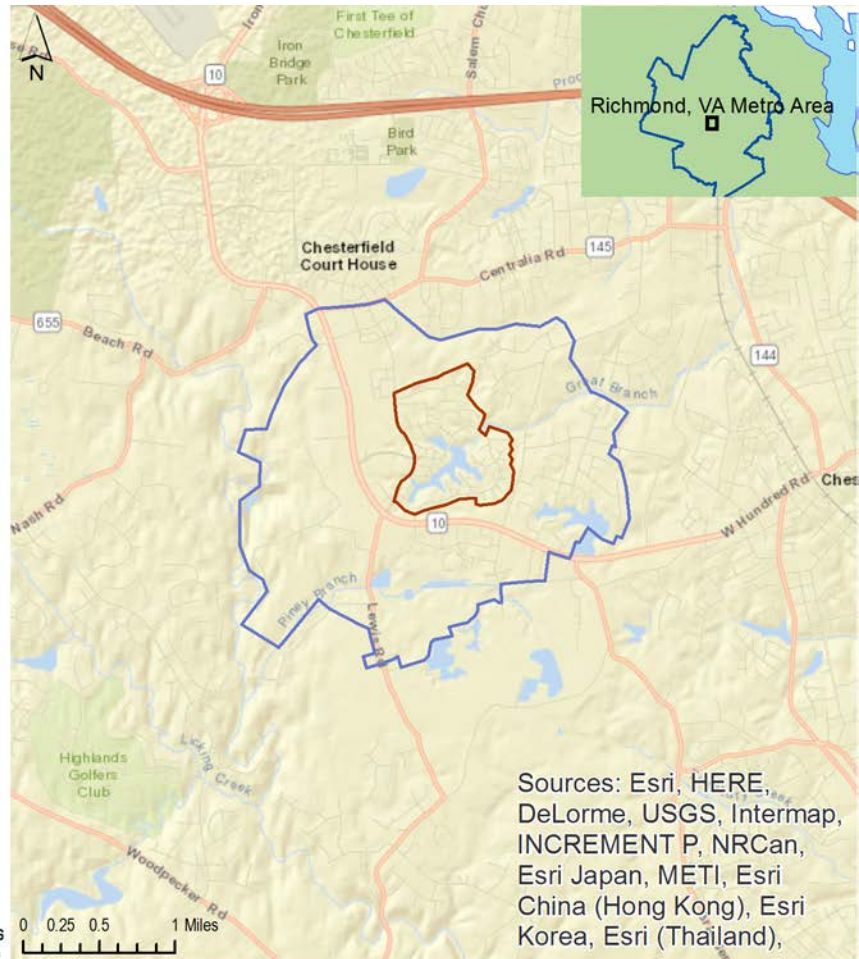 First Tee of
Chesterfield
Iron
Bridge
Park
Salem
10
N
Bird
Park
Richmond, VA Metro Area
Chesterfield
Court House
Centralia Rd
145
655
Beach Rd
144
Great Branch
Nash Rd
W Hundred Rd
10
Piney Branch
Lewis Rd
Highlands
Golfers
Club
Licking Creek
Woodpecker Rd
Sources: Esri, HERE,
DeLorme, USGS, Intermap,
INCREMENT P, NRCan,
Esri Japan, METI, Esri
China (Hong Kong), Esri
Korea, Esri (Thailand),
0 0.25 0.5 1 Miles